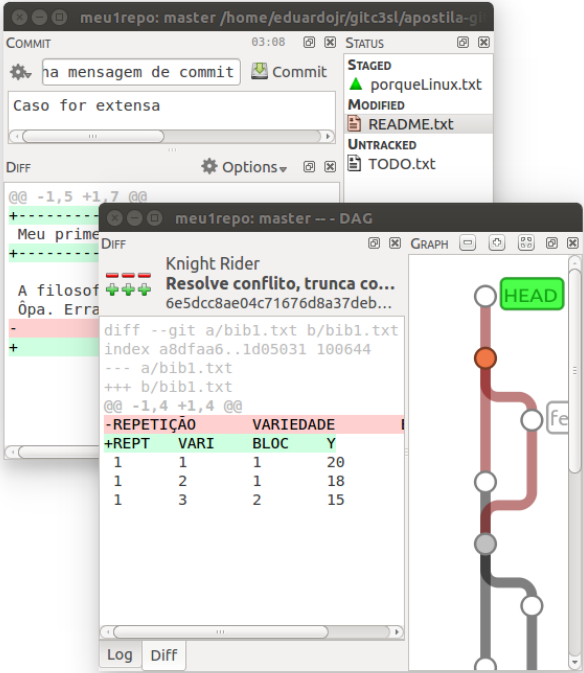 meu1repo: master /home/eduardojr/gitc3sl/apostila-gi
COMMIT
03:08
mensagem de commit
Commit
Caso for extensa
DIFF
Options
@@ -1,5 +1,7 @@
+---------
Meu prime
+---------
A filosof
Ôpa. Erra
-
+
STATUS
STAGED
porqueLinux.txt
MODIFIED
README.txt
UNTRACKED
TODO.txt
meu1repo: master -- - DAG
DIFF
Knight Rider
Resolve conflito, trunca co...
6e5dcc8ae04c71676d8a37deb...
diff --git a/bib1.txt b/bib1.txt
index a8dfaa6..1d05031 100644
--- a/bib1.txt
+++ b/bib1.txt
@@ -1,4 +1,4 @@
-REPETIÇÃO VARIEDADE
+REPT VARI BLOC Y
1 1 1 20
1 2 1 18
1 3 2 15
Log Diff
GRAPH
HEAD
fe